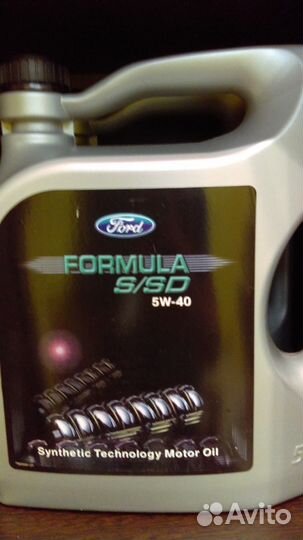 Ford
FORMULA
S/SD
5W-40
Synthetic Technology Motor Oil
Avito